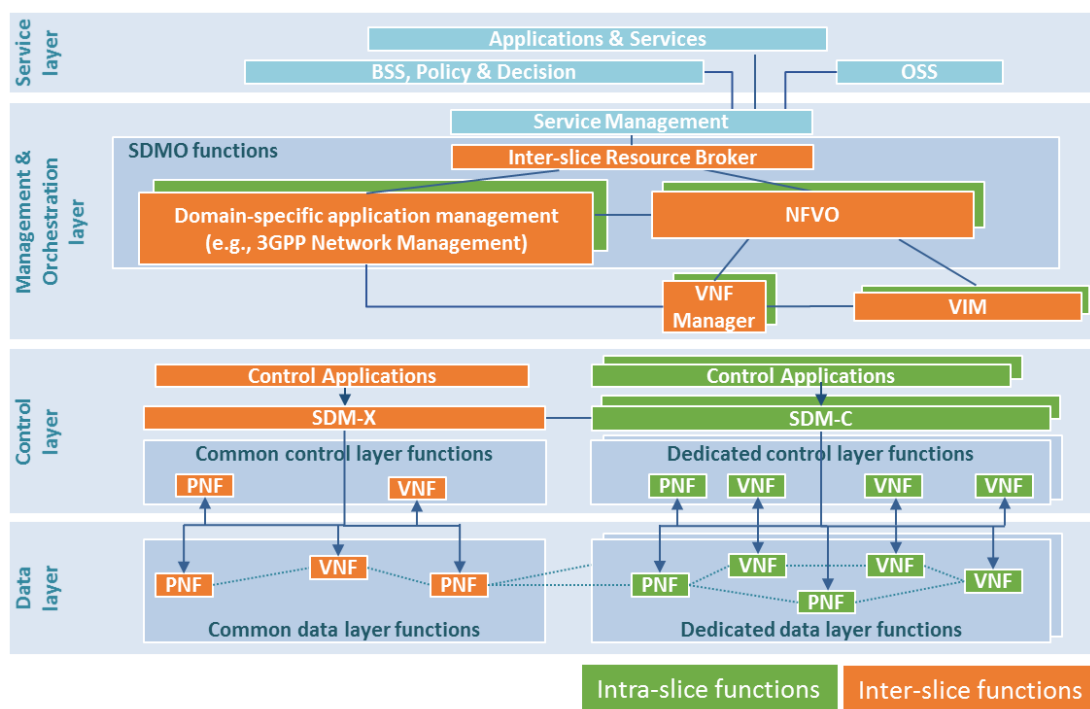 Service
layer
Applications & Services
BSS, Policy & Decision
OSS
Management &
Orchestration
layer
Service Management
SDMO functions
Inter-slice Resource Broker
Domain-specific application management
(e.g., 3GPP Network Management)
NFVO
VNF
Manager
VIM
Control
layer
Control Applications
Control Applications
SDM-X
SDM-C
Common control layer functions
Dedicated control layer functions
PNF
VNF
PNF
VNF
VNF
VNF
Data
layer
PNF
VNF
PNF
PNF
VNF
PNF
VNF
VNF
Common data layer functions
Dedicated data layer functions
Intra-slice functions
Inter-slice functions